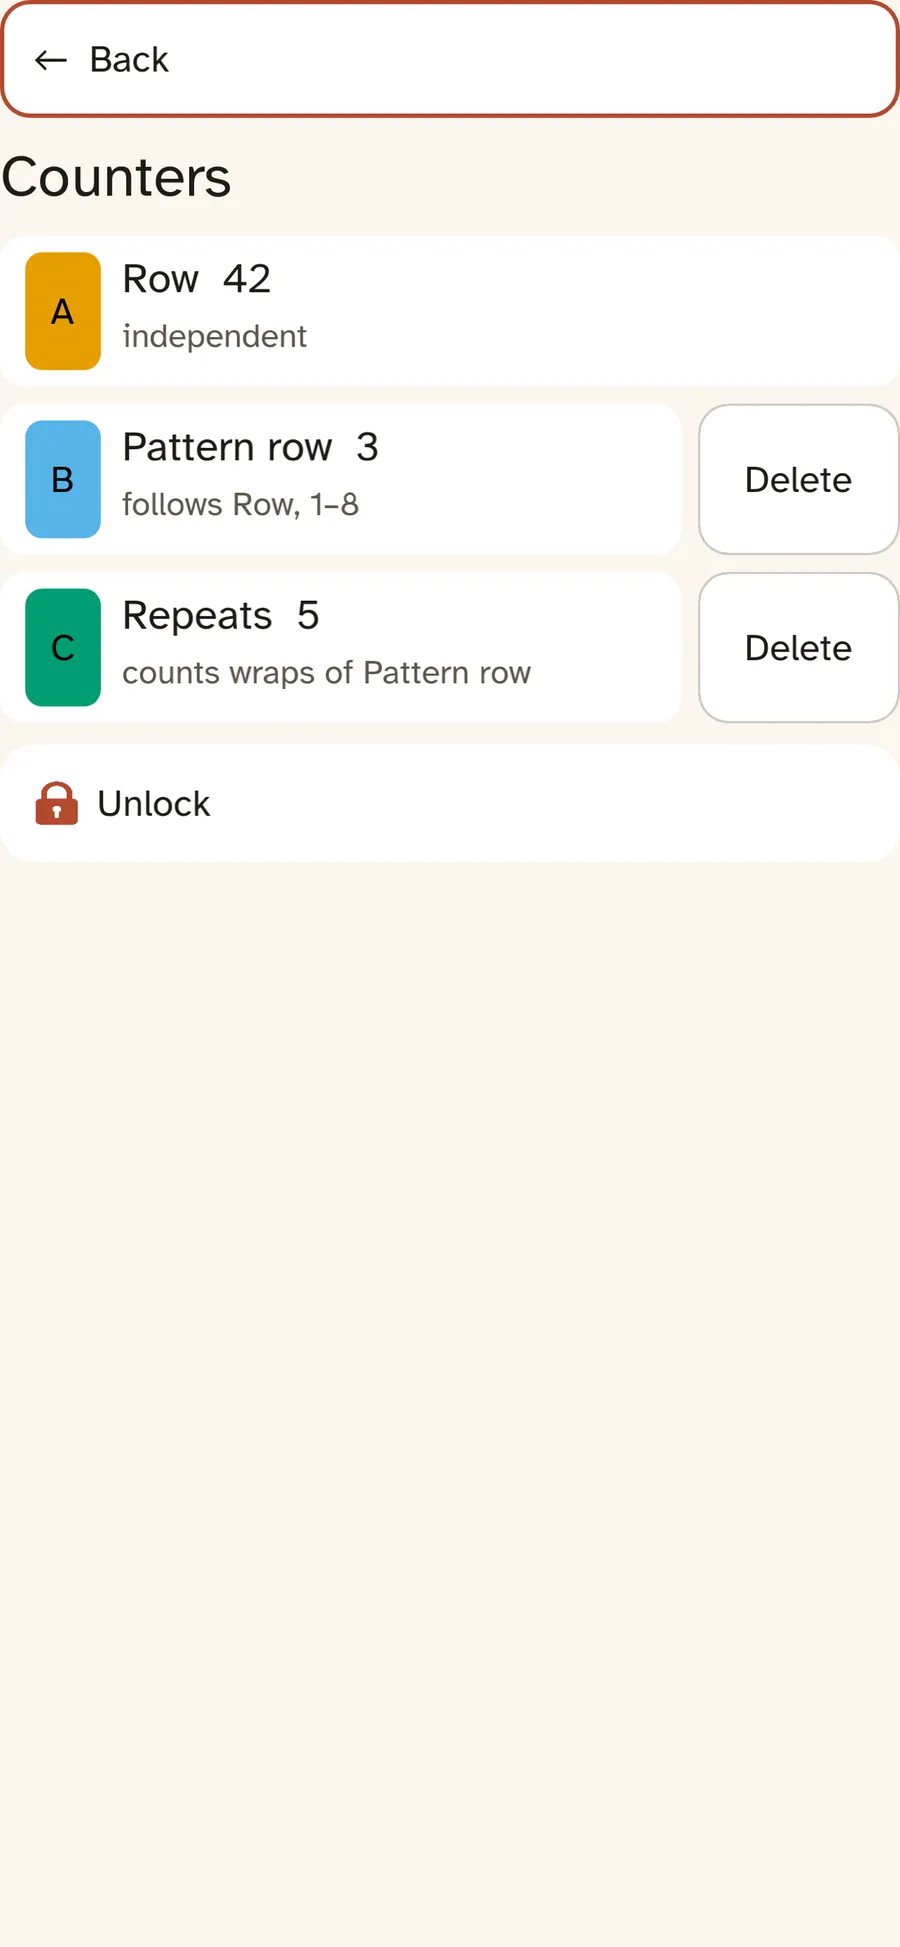 ← Back
Counters
A
Row 42
independent
B
Pattern row 3
follows Row, 1–8
Delete
C
Repeats 5
counts wraps of Pattern row
Delete
Unlock